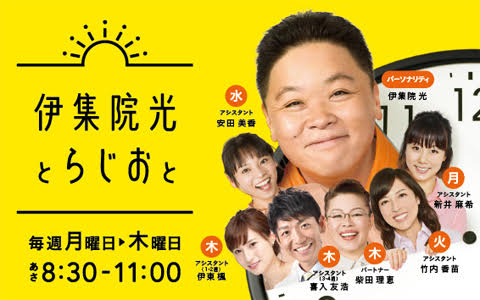 伊集院光
とらじおと
毎週月曜日▶木曜日
あさ8:30-11:00
パーソナリティ
伊集院 光
水
アシスタント
安田 美香
月
アシスタント
新井 麻希
火
アシスタント
竹内 香苗
木
アシスタント
(1・2週)
伊東 楓
木
アシスタント
(3・4週)
喜入 友浩
木
パートナー
柴田 理恵
11
12
1